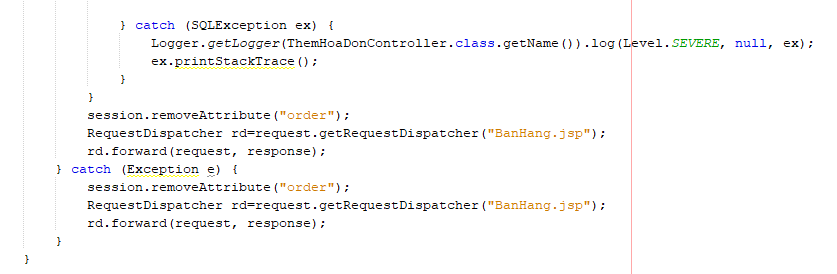 } catch (SQLException ex) {
Logger.getLogger(ThemHoaDonController.class.getName()).log(Level.SEVERE, null, ex);
ex.printStackTrace();
}
}
session.removeAttribute("order");
RequestDispatcher rd=request.getRequestDispatcher("BanHang.jsp");
rd.forward(request, response);
} catch (Exception e) {
session.removeAttribute("order");
RequestDispatcher rd=request.getRequestDispatcher("BanHang.jsp");
rd.forward(request, response);
}
}